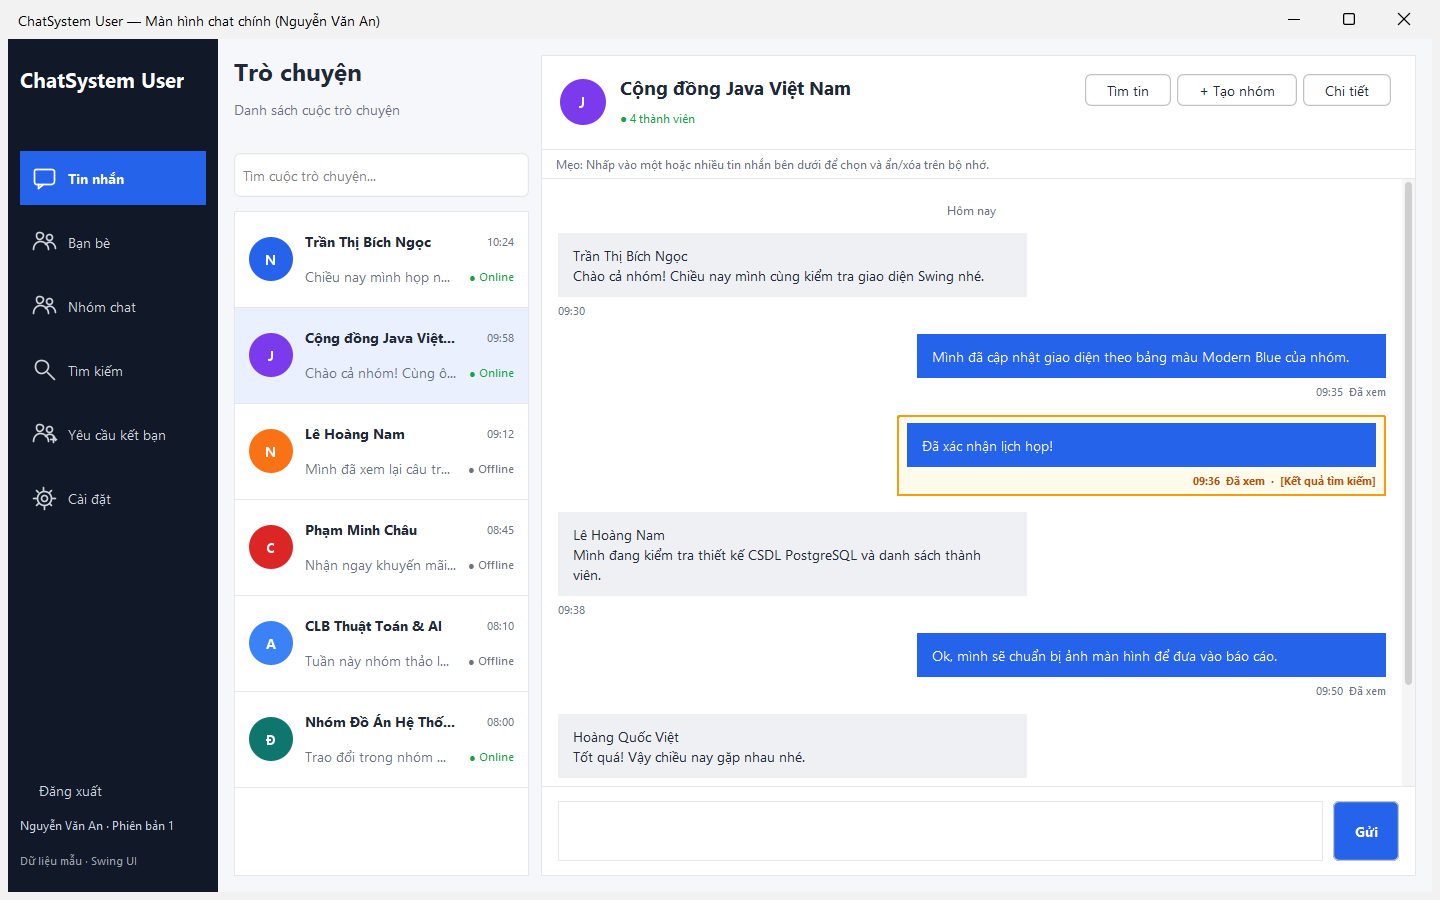 ChatSystem User — Màn hình chat chính (Nguyễn Văn An)
ChatSystem User
Tin nhắn
Bạn bè
Nhóm chat
Tìm kiếm
Yêu cầu kết bạn
Cài đặt
Đăng xuất
Nguyễn Văn An · Phiên bản 1
Dữ liệu mẫu · Swing UI
Trò chuyện
Danh sách cuộc trò chuyện
Tìm cuộc trò chuyện...
N
Trần Thị Bích Ngọc
10:24
Chiều nay mình họp n...
● Online
J
Cộng đồng Java Việt...
09:58
Chào cả nhóm! Cùng ô...
● Online
N
Lê Hoàng Nam
09:12
Mình đã xem lại câu tr...
● Offline
C
Phạm Minh Châu
08:45
Nhận ngay khuyến mãi...
● Offline
A
CLB Thuật Toán & AI
08:10
Tuần này nhóm thảo l...
● Offline
Đ
Nhóm Đồ Án Hệ Thố...
08:00
Trao đổi trong nhóm ...
● Online
J
Cộng đồng Java Việt Nam
● 4 thành viên
Tìm tin
+ Tạo nhóm
Chi tiết
Mẹo: Nhấp vào một hoặc nhiều tin nhắn bên dưới để chọn và ẩn/xóa trên bộ nhớ.
Hôm nay
Trần Thị Bích Ngọc
Chào cả nhóm! Chiều nay mình cùng kiểm tra giao diện Swing nhé.
09:30
Mình đã cập nhật giao diện theo bảng màu Modern Blue của nhóm.
09:35 Đã xem
Đã xác nhận lịch họp!
09:36 Đã xem · [Kết quả tìm kiếm]
Lê Hoàng Nam
Mình đang kiểm tra thiết kế CSDL PostgreSQL và danh sách thành
viên.
09:38
Ok, mình sẽ chuẩn bị ảnh màn hình để đưa vào báo cáo.
09:50 Đã xem
Hoàng Quốc Việt
Tốt quá! Vậy chiều nay gặp nhau nhé.
Gửi